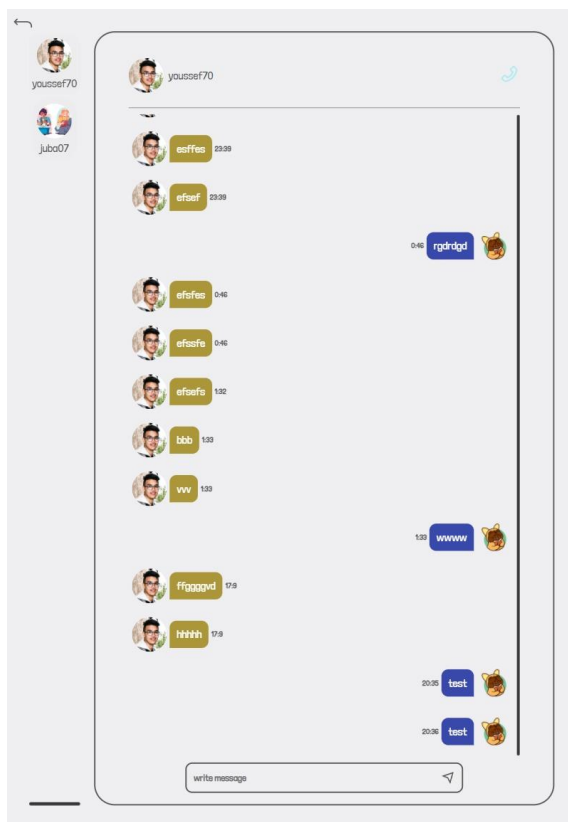 youssef70
juba07
youssef70
esffes 23:39
efsef 23:39
0:46 rgdrdgd
efsfes 0:46
efssfe 0:46
efsefs 1:32
bbb 1:33
vvv 1:33
1:33 wwww
ffggggvd 17:9
hhhhh 17:9
20:35 test
20:36 test
write message